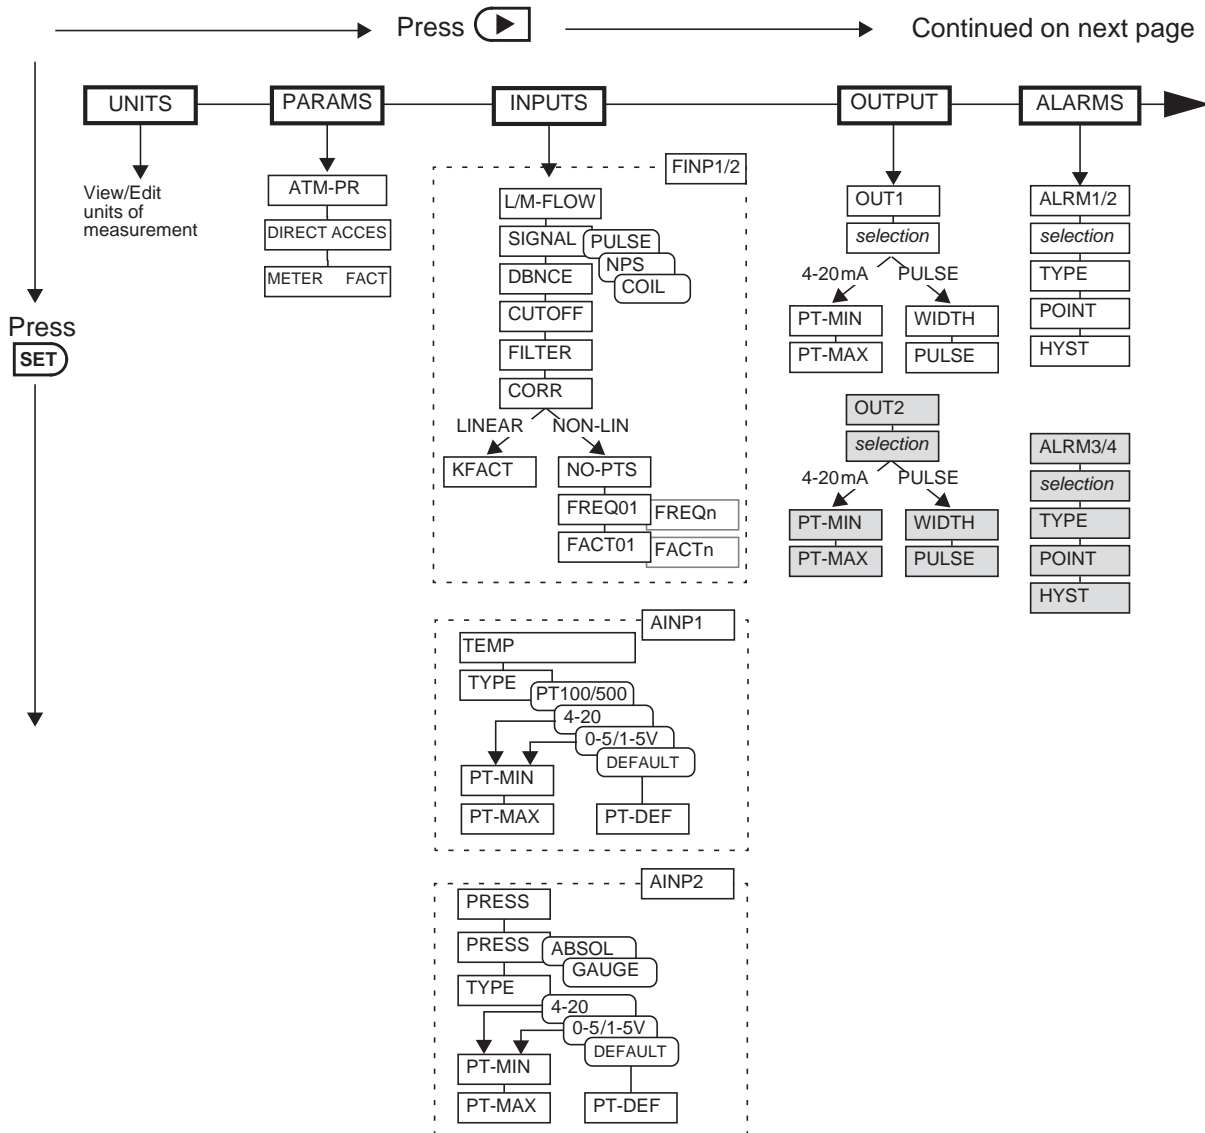 Press
Continued on next page
UNITS
PARAMS
INPUTS
OUTPUT
ALARMS
View/Edit
units of
measurement
Press
SET
ATM-PR
DIRECT ACCES
METER FACT
FINP1/2
L/M-FLOW
SIGNAL
PULSE
NPS
COIL
DBNCE
CUTOFF
FILTER
CORR
LINEAR
NON-LIN
KFACT
NO-PTS
FREQ01
FREQn
FACT01
FACTn
AINP1
TEMP
TYPE
PT100/500
4-20
0-5/1-5V
DEFAULT
PT-MIN
PT-MAX
PT-DEF
AINP2
PRESS
PRESS
ABSOL
GAUGE
TYPE
4-20
0-5/1-5V
DEFAULT
PT-MIN
PT-MAX
PT-DEF
OUT1
selection
4-20mA
PULSE
PT-MIN
WIDTH
PT-MAX
PULSE
OUT2
selection
4-20mA
PULSE
PT-MIN
WIDTH
PT-MAX
PULSE
ALRM1/2
selection
TYPE
POINT
HYST
ALRM3/4
selection
TYPE
POINT
HYST